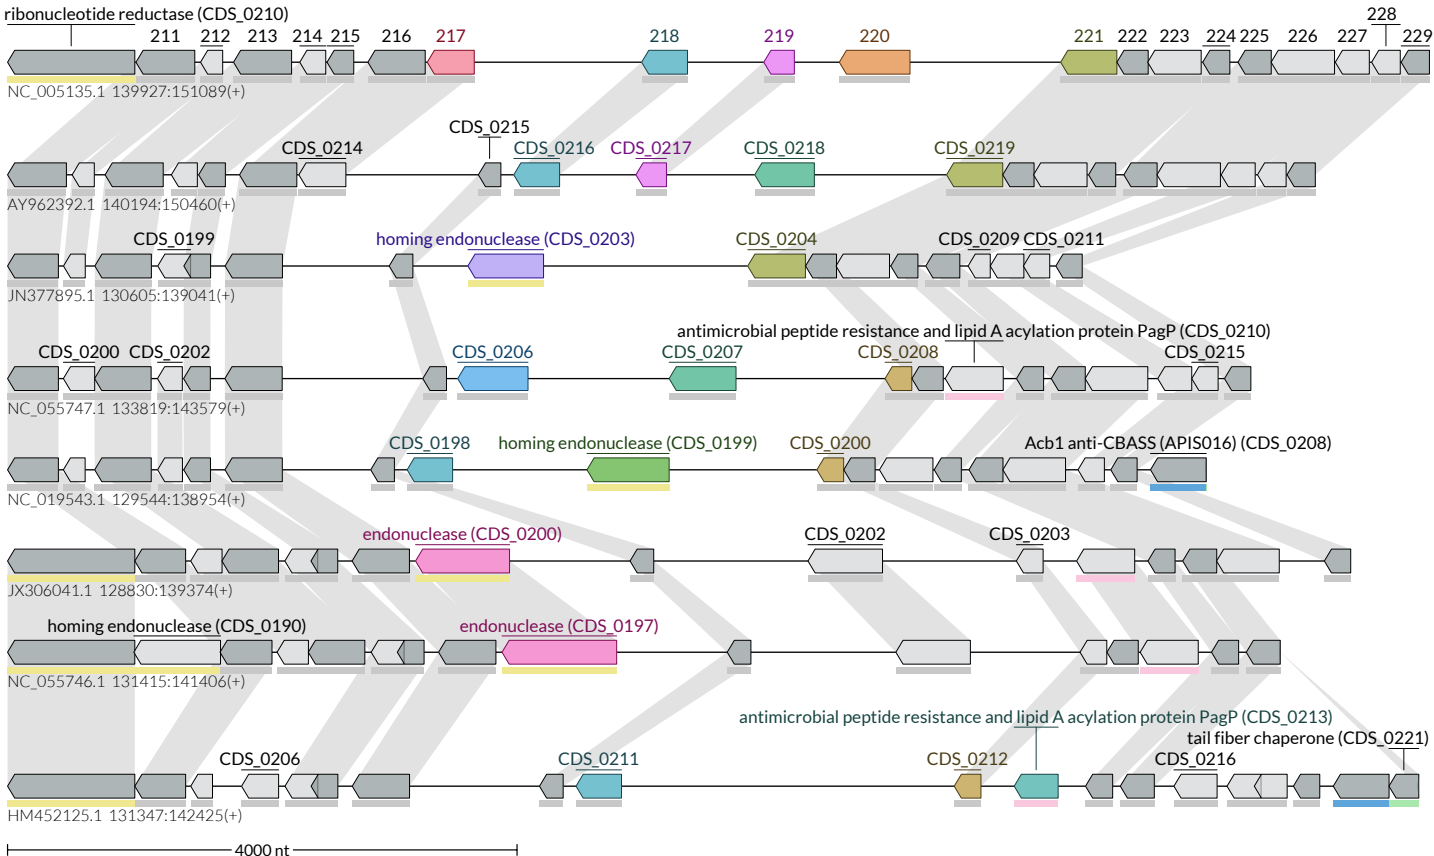 ribonucleotide reductase (CDS_0210)
228
211 212 213 214 215 216 217 218 219 220 221 222 223 224 225 226 227 229
NC_005135.1 139927:151089(+)
CDS_0215
CDS_0214 CDS_0216 CDS_0217 CDS_0218 CDS_0219
AY962392.1 140194:150460(+)
CDS_0199 homing endonuclease (CDS_0203) CDS_0204 CDS_0209 CDS_0211
JN377895.1 130605:139041(+)
antimicrobial peptide resistance and lipid A acylation protein PagP (CDS_0210)
CDS_0200 CDS_0202 CDS_0206 CDS_0207 CDS_0208 CDS_0215
NC_055747.1 133819:143579(+)
CDS_0198 homing endonuclease (CDS_0199) CDS_0200 Acb1 anti-CBASS (APIS016) (CDS_0208)
NC_019543.1 129544:138954(+)
endonuclease (CDS_0200) CDS_0202 CDS_0203
JX306041.1 128830:139374(+)
homing endonuclease (CDS_0190) endonuclease (CDS_0197)
NC_055746.1 131415:141406(+)
antimicrobial peptide resistance and lipid A acylation protein PagP (CDS_0213)
tail fiber chaperone (CDS_0221)
CDS_0206 CDS_0211 CDS_0212 CDS_0216
HM452125.1 131347:142425(+)
4000 nt